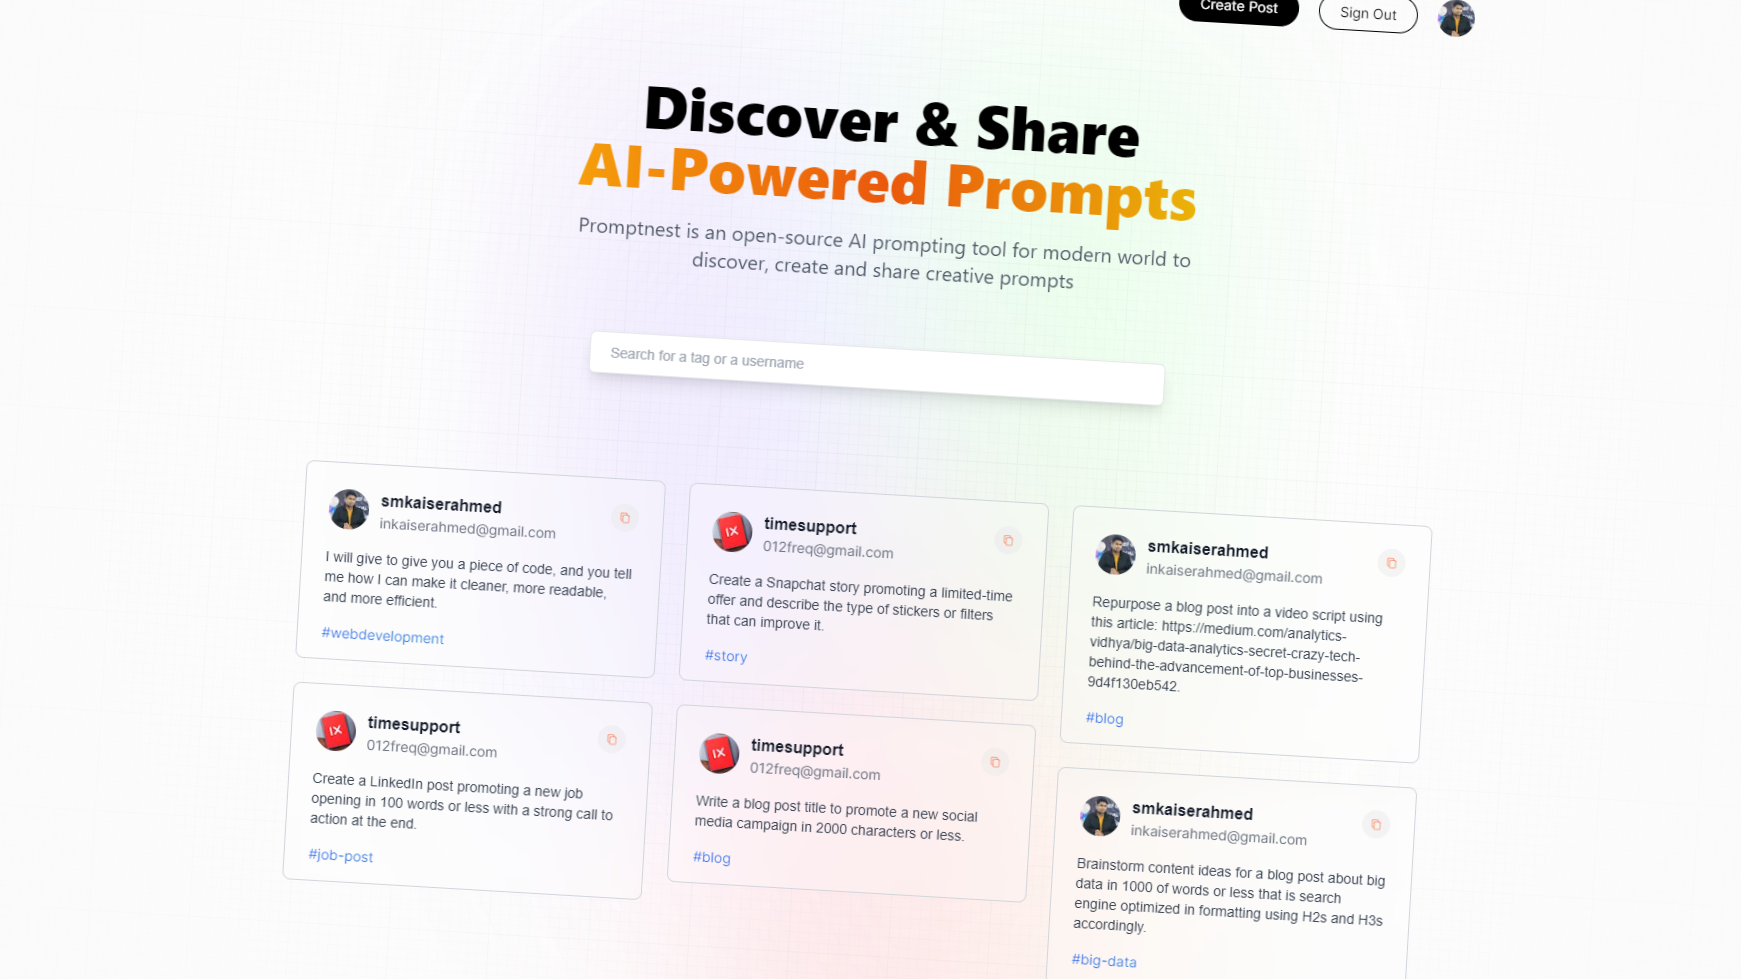 Create Post
Sign Out
Discover & Share
AI-Powered Prompts
Promptnest is an open-source AI prompting tool for modern world to
discover, create and share creative prompts
Search for a tag or a username
smkaiserahmed
inkaiserahmed@gmail.com
I will give to give you a piece of code, and you tell
me how I can make it cleaner, more readable,
and more efficient.
#webdevelopment
timesupport
012freq@gmail.com
Create a Snapchat story promoting a limited-time
offer and describe the type of stickers or filters
that can improve it.
#story
smkaiserahmed
inkaiserahmed@gmail.com
Repurpose a blog post into a video script using
this article: https://medium.com/analytics-
vidhya/big-data-analytics-secret-crazy-tech-
behind-the-advancement-of-top-businesses-
9d4f130eb542.
#blog
timesupport
012freq@gmail.com
Create a LinkedIn post promoting a new job
opening in 100 words or less with a strong call to
action at the end.
#job-post
timesupport
012freq@gmail.com
Write a blog post title to promote a new social
media campaign in 2000 characters or less.
#blog
smkaiserahmed
inkaiserahmed@gmail.com
Brainstorm content ideas for a blog post about big
data in 1000 of words or less that is search
engine optimized in formatting using H2s and H3s
accordingly.
#big-data